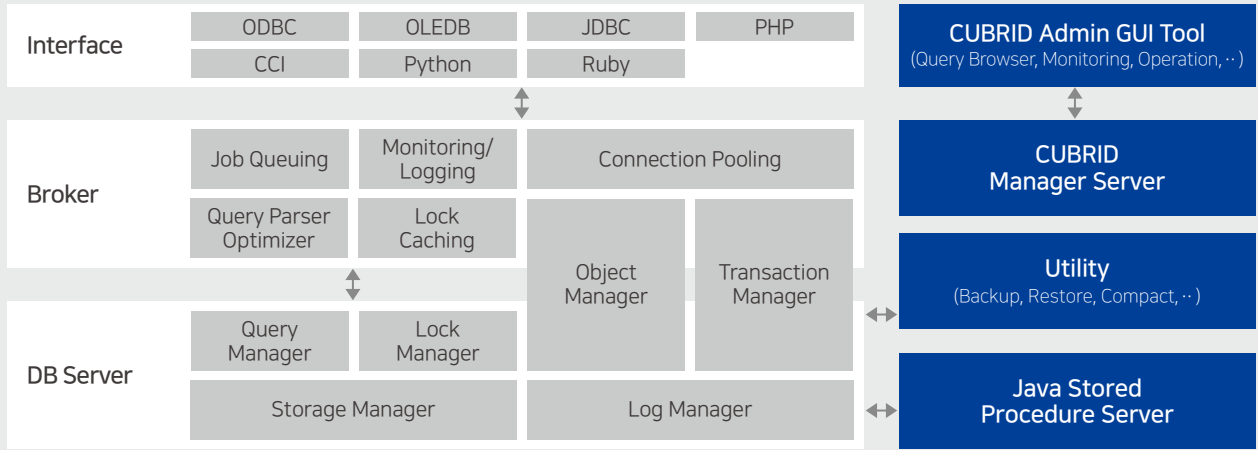 Interface
ODBC
OLEDB
JDBC
PHP
CCI
Python
Ruby
Broker
Job Queuing
Monitoring/
Logging
Connection Pooling
Query Parser
Optimizer
Lock
Caching
Object
Manager
Transaction
Manager
DB Server
Query
Manager
Lock
Manager
Storage Manager
Log Manager
CUBRID Admin GUI Tool
(Query Browser, Monitoring, Operation,··)
CUBRID
Manager Server
Utility
(Backup, Restore, Compact,··)
Java Stored
Procedure Server